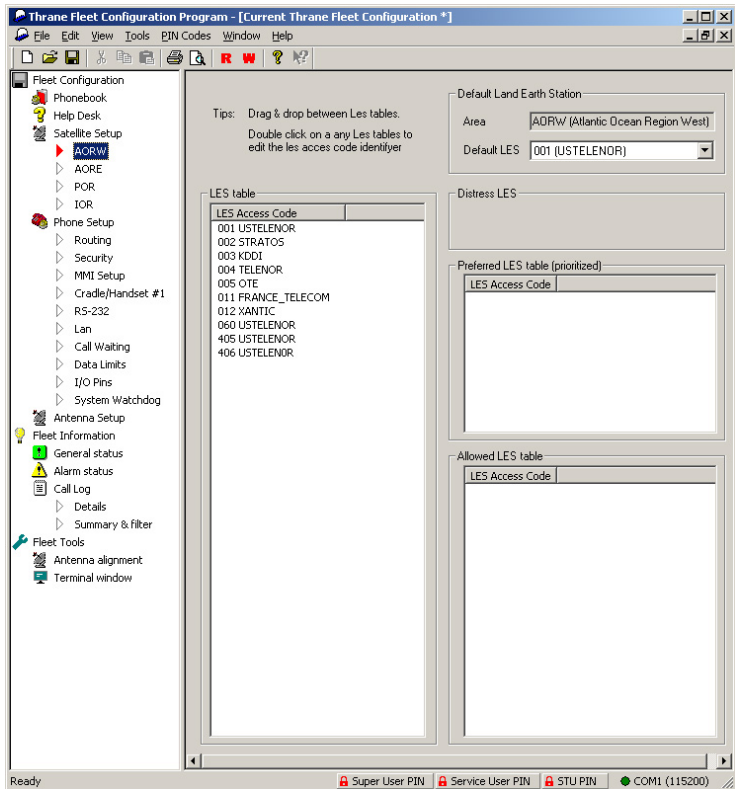 Thrane Fleet Configuration Program - [Current Thrane Fleet Configuration *]
File Edit View Tools PIN Codes Window Help
R W
Fleet Configuration
Phonebook
Help Desk
Satellite Setup
AORW
AORE
POR
IOR
Phone Setup
Routing
Security
MMI Setup
Cradle/Handset #1
RS-232
Lan
Call Waiting
Data Limits
I/O Pins
System Watchdog
Antenna Setup
Fleet Information
General status
Alarm status
Call Log
Details
Summary & filter
Fleet Tools
Antenna alignment
Terminal window
Tips: Drag & drop between Les tables.
Double click on a any Les tables to
edit the les acces code identifyer
Default Land Earth Station
Area AORW (Atlantic Ocean Region West)
Default LES 001 (USTELENOR)
LES table
LES Access Code
001 USTELENOR
002 STRATOS
003 KDDI
004 TELENOR
005 OTE
011 FRANCE_TELECOM
012 XANTIC
060 USTELENOR
405 USTELENOR
406 USTELENOR
Distress LES
Preferred LES table (prioritized)
LES Access Code
Allowed LES table
LES Access Code
Ready
Super User PIN
Service User PIN
STU PIN
COM1 (115200)